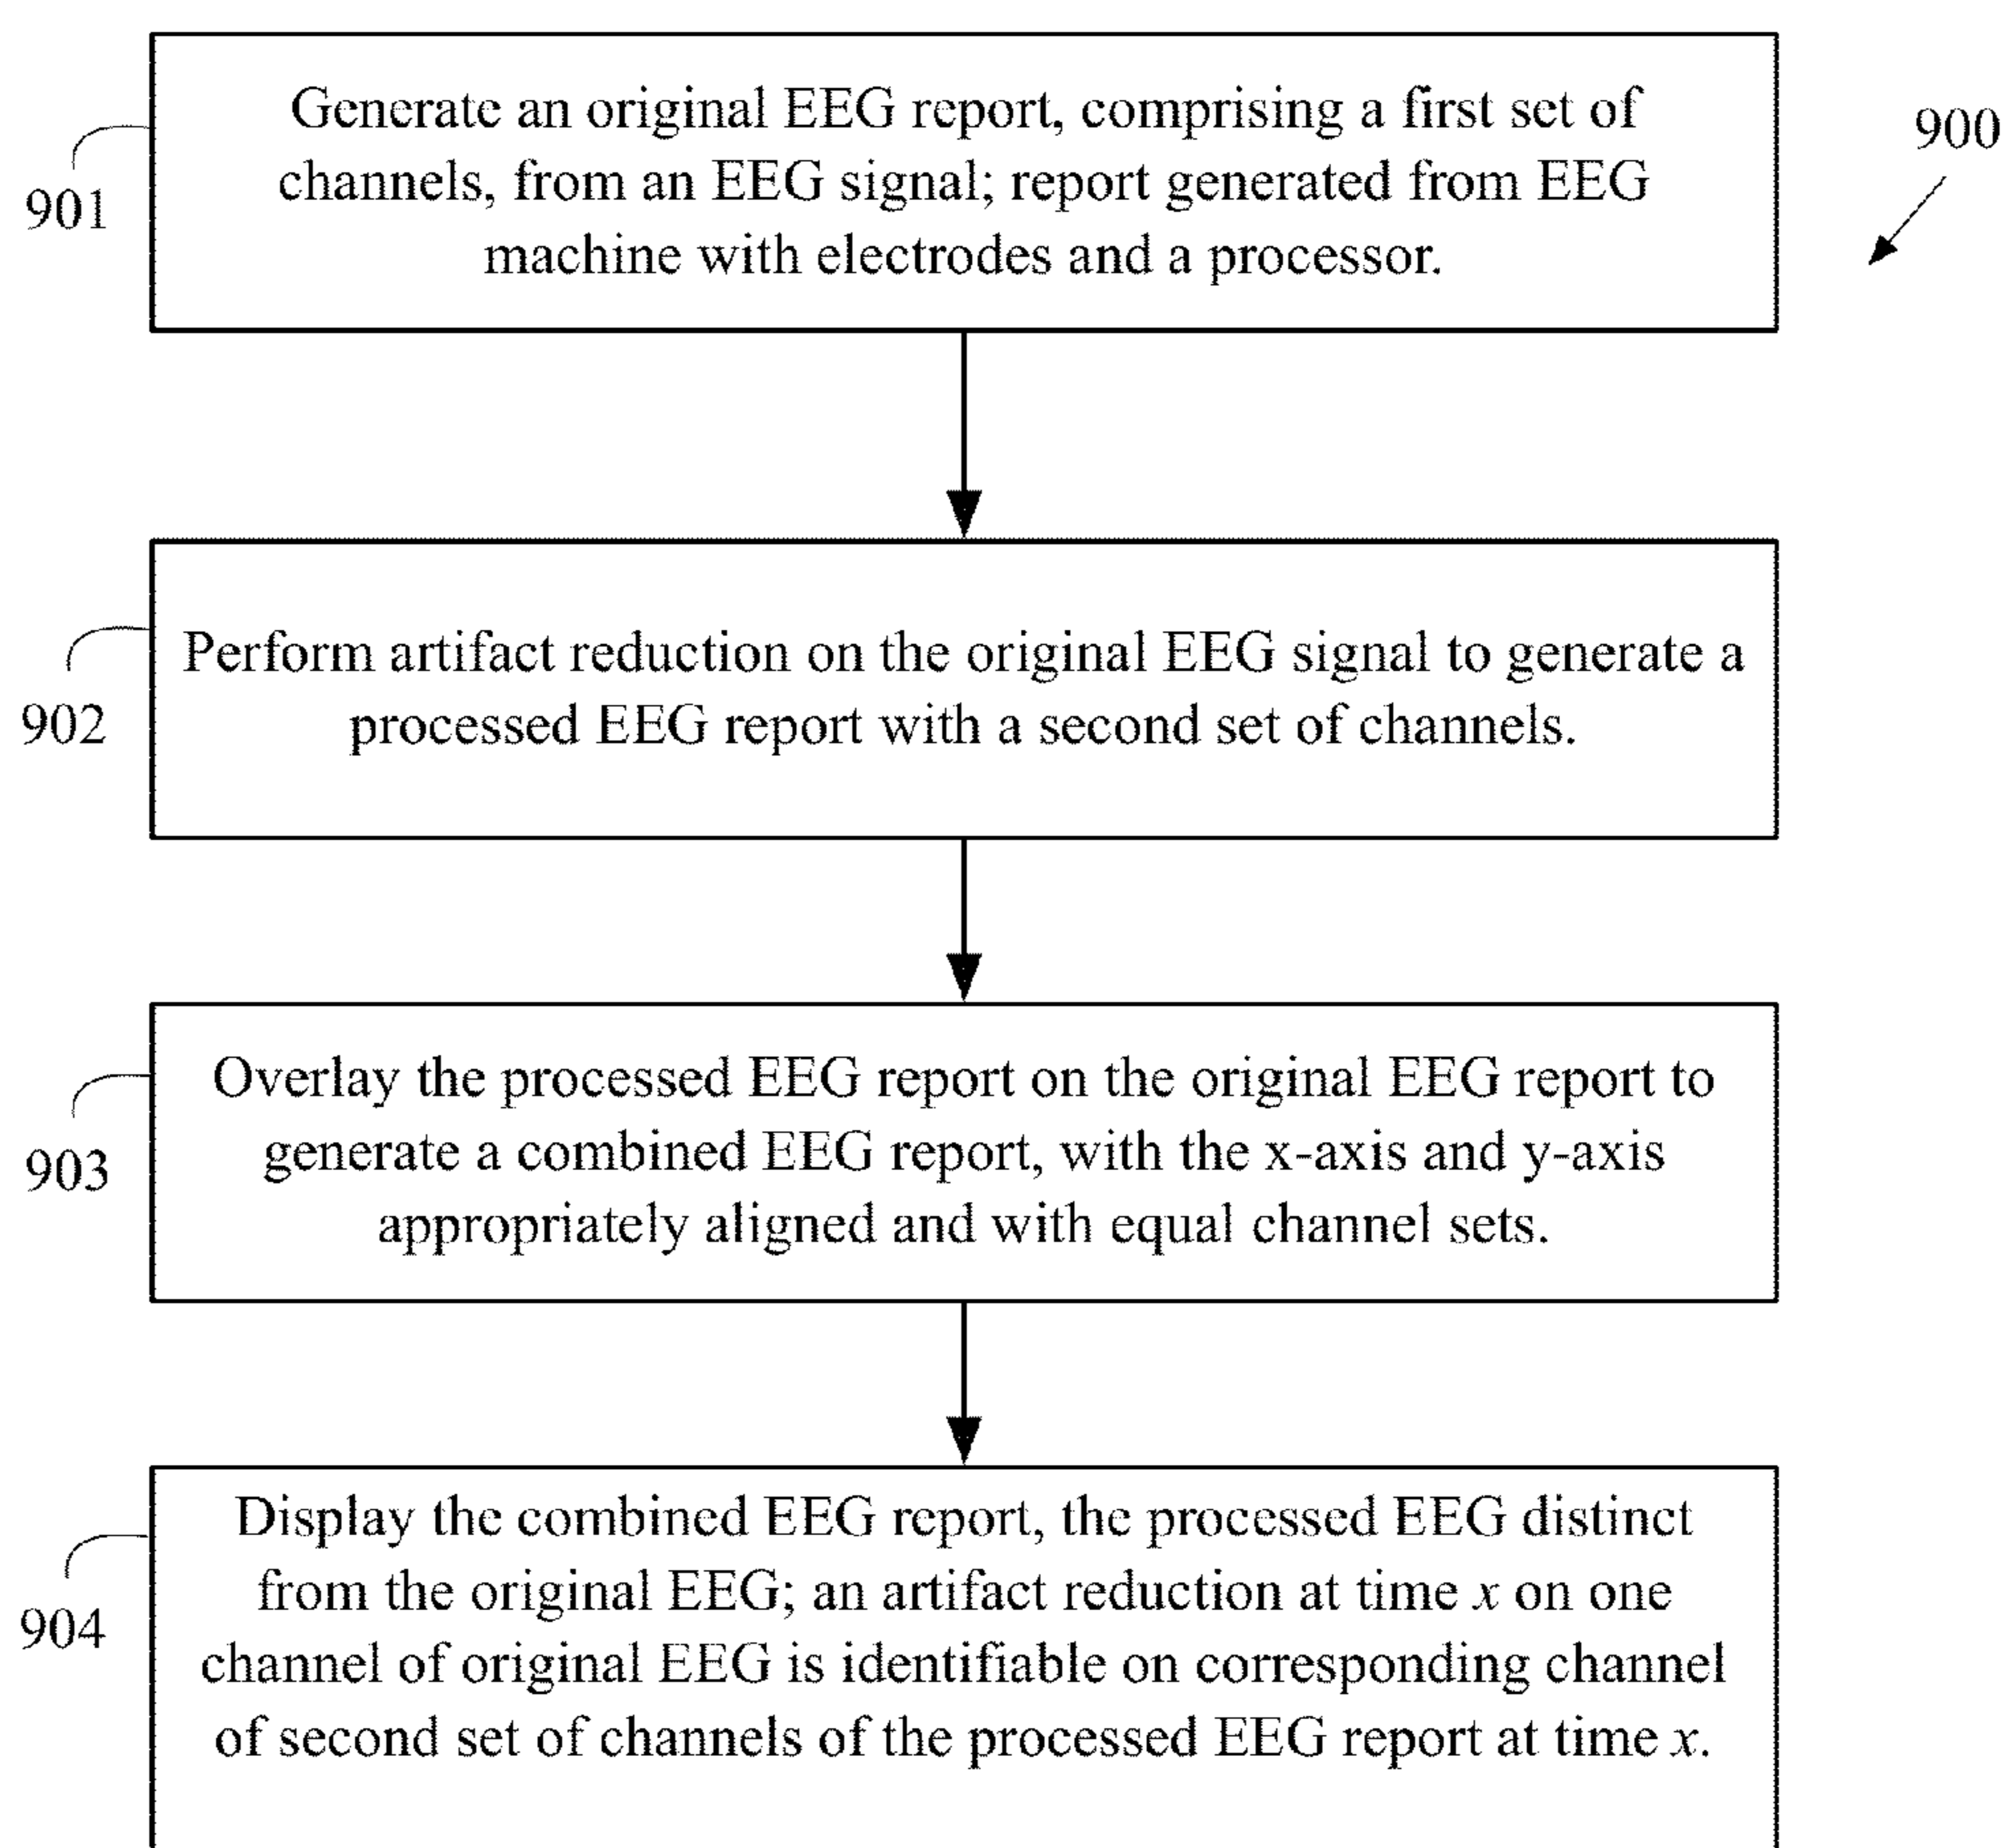 Generate an original EEG report, comprising a first set of
channels, from an EEG signal; report generated from EEG
machine with electrodes and a processor.
901
900
Perform artifact reduction on the original EEG signal to generate a
processed EEG report with a second set of channels.
902
Overlay the processed EEG report on the original EEG report to
generate a combined EEG report, with the x-axis and y-axis
appropriately aligned and with equal channel sets.
903
Display the combined EEG report, the processed EEG distinct
from the original EEG; an artifact reduction at time x on one
channel of original EEG is identifiable on corresponding channel
of second set of channels of the processed EEG report at time x.
904